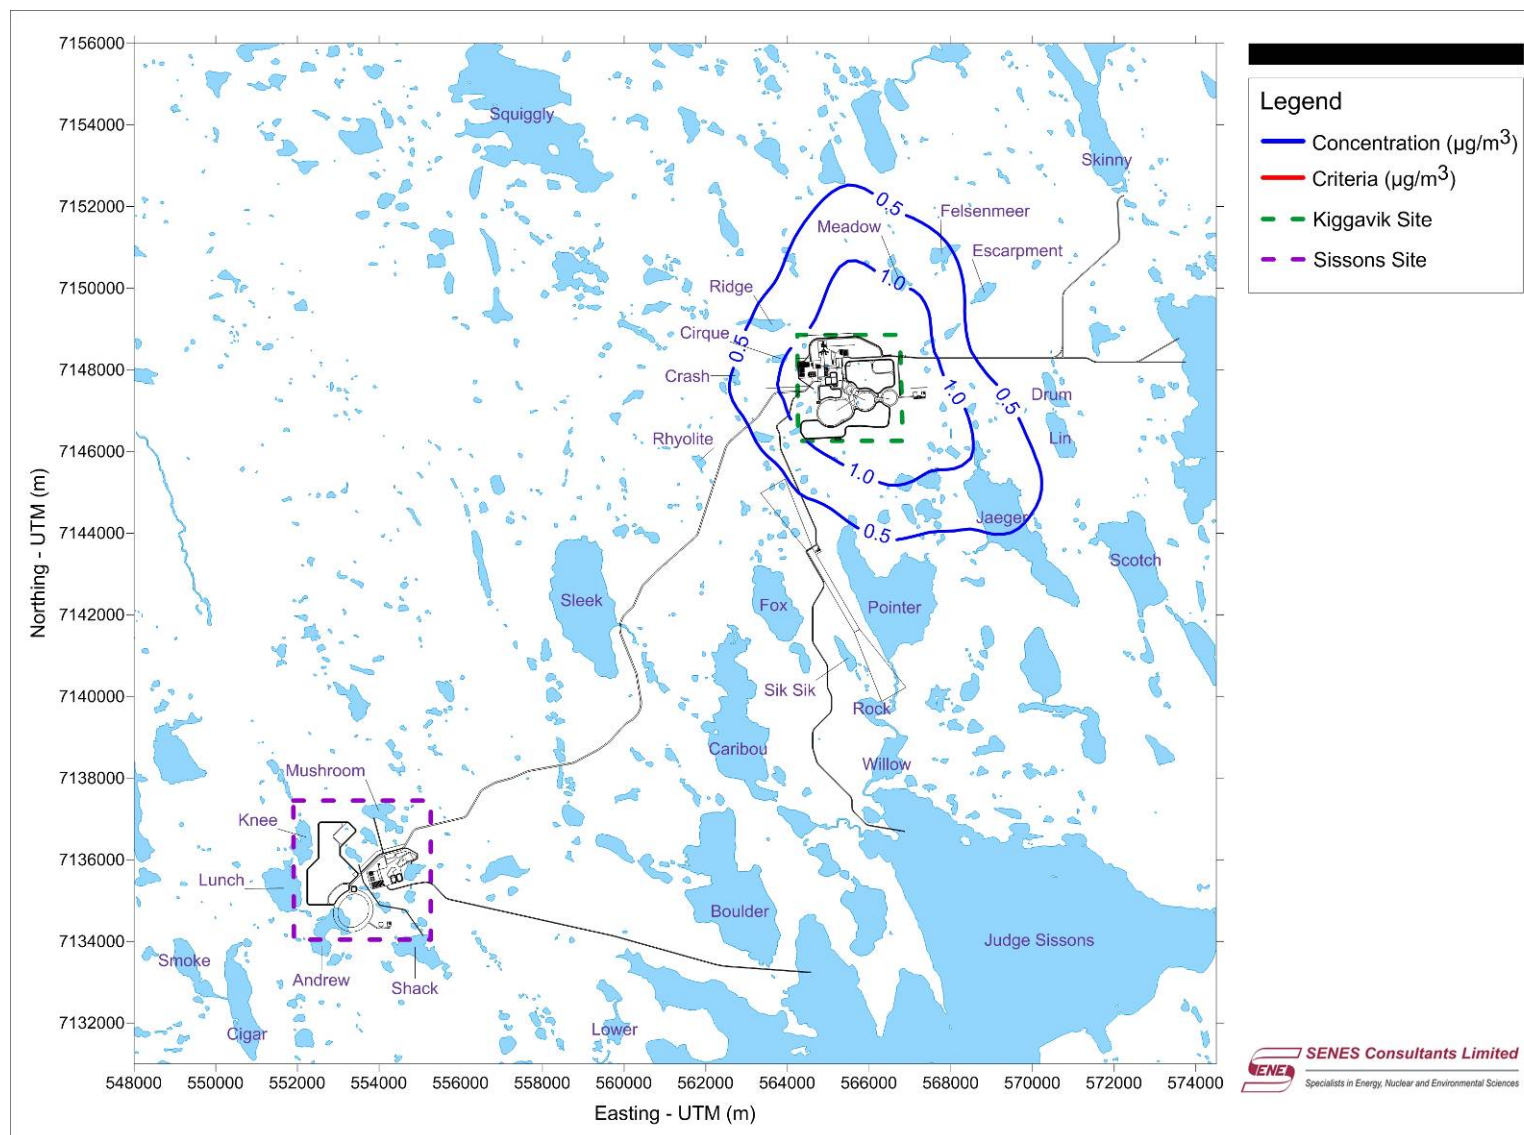 7156000
7154000
7152000
7150000
7148000
7146000
7144000
7142000
7140000
7138000
7136000
7134000
7132000
Northing - UTM (m)
548000 550000 552000 554000 556000 558000 560000 562000 564000 566000 568000 570000 572000 574000
Easting - UTM (m)
Squiggly
Skinny
0.5
Felsenmeer
Meadow
Escarpment
1.0
Ridge
Cirque
0.5
Crash
1.0
0.5
Drum
Rhyolite
Lin
1.0
Jaeger
0.5
Scotch
Sleek
Fox
Pointer
Sik Sik
Rock
Caribou
Willow
Mushroom
Knee
Lunch
Boulder
Judge Sissons
Smoke
Andrew
Shack
Cigar
Lower
Legend
Concentration (µg/m³)
Criteria (µg/m³)
Kiggavik Site
Sissons Site
SENES
SENES Consultants Limited
Specialists in Energy, Nuclear and Environmental Sciences